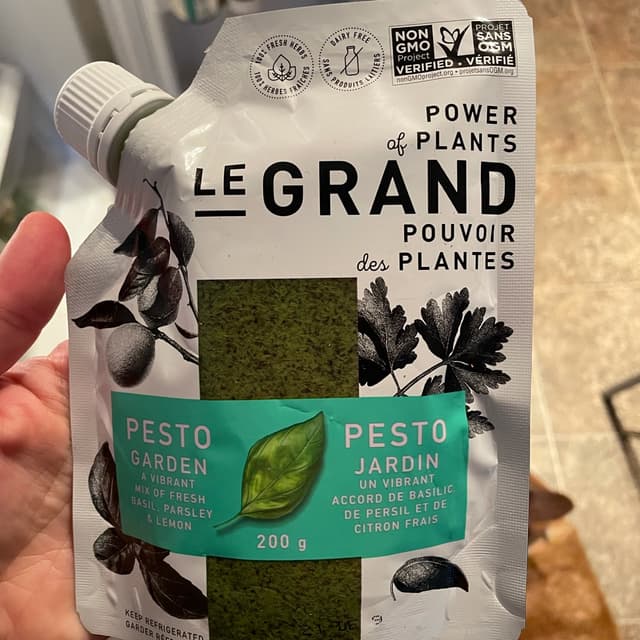 100% FRESH HERBS
100% HERBES FRAÎCHES
DAIRY FREE
SANS PRODUITS LAITIERS
NON
GMO
Project
VERIFIED
nonGMOproject.org
PROJET
SANS
OGM
VÉRIFIÉ
projetsansOGM.org
POWER
of PLANTS
LE GRAND
POUVOIR
des PLANTES
PESTO
GARDEN
A VIBRANT
MIX OF FRESH
BASIL, PARSLEY
& LEMON
PESTO
JARDIN
UN VIBRANT
ACCORD DE BASILIC,
DE PERSIL ET DE
CITRON FRAIS
200 g
KEEP REFRIGERATED